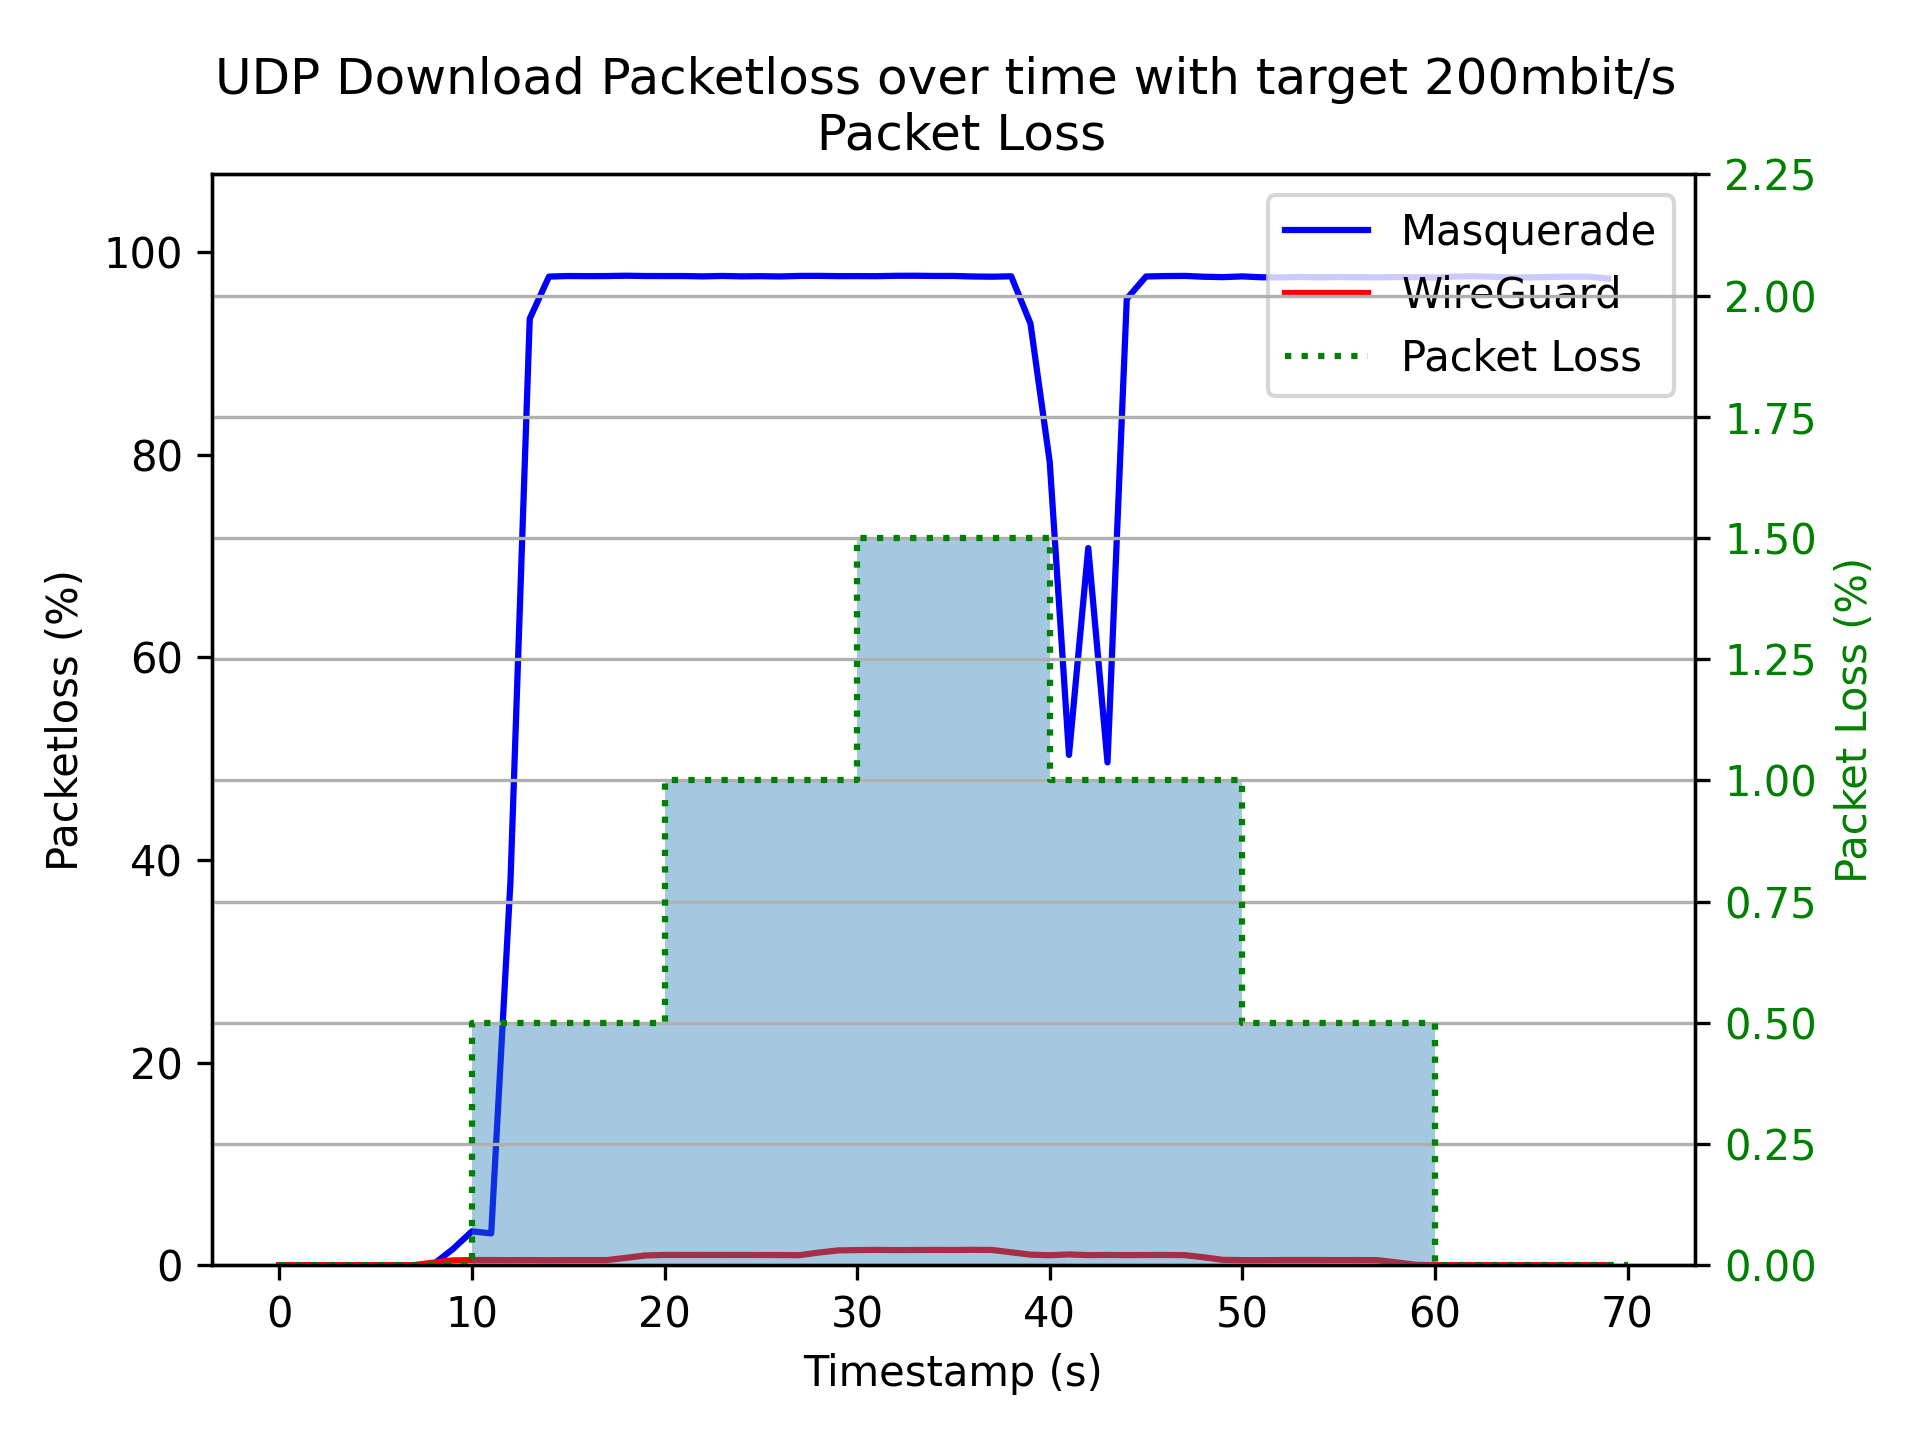 UDP Download Packetloss over time with target 200mbit/s
Packet Loss
Masquerade
WireGuard
Packet Loss
Packetloss (%)
100
80
60
40
20
0
2.25
2.00
1.75
1.50
1.25
1.00
0.75
0.50
0.25
0.00
Packet Loss (%)
0 10 20 30 40 50 60 70
Timestamp (s)